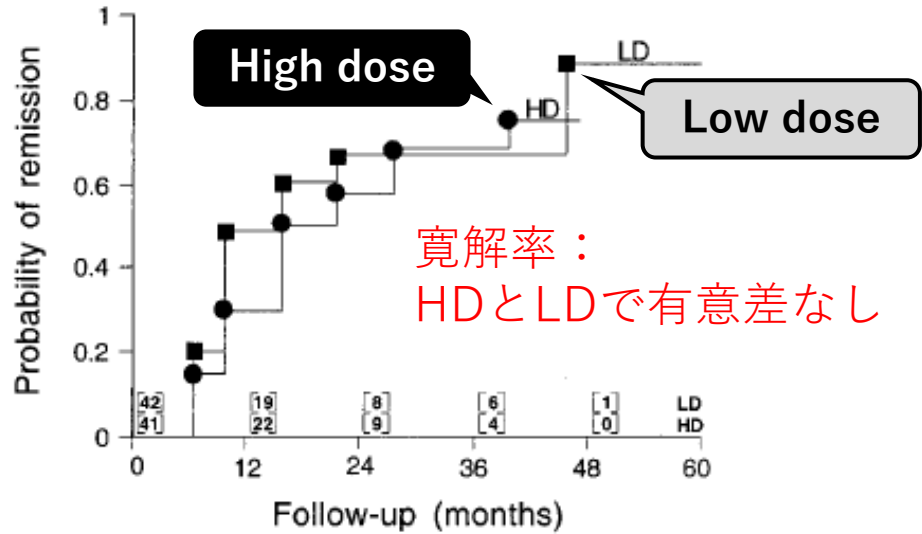 Probability of remission
1
0.8
0.6
0.4
0.2
0
High dose
LD
HD
Low dose
寛解率：
HDとLDで有意差なし
[42] [19] [8] [6] [1] LD
[41] [22] [9] [4] [0] HD
0 12 24 36 48 60
Follow-up (months)